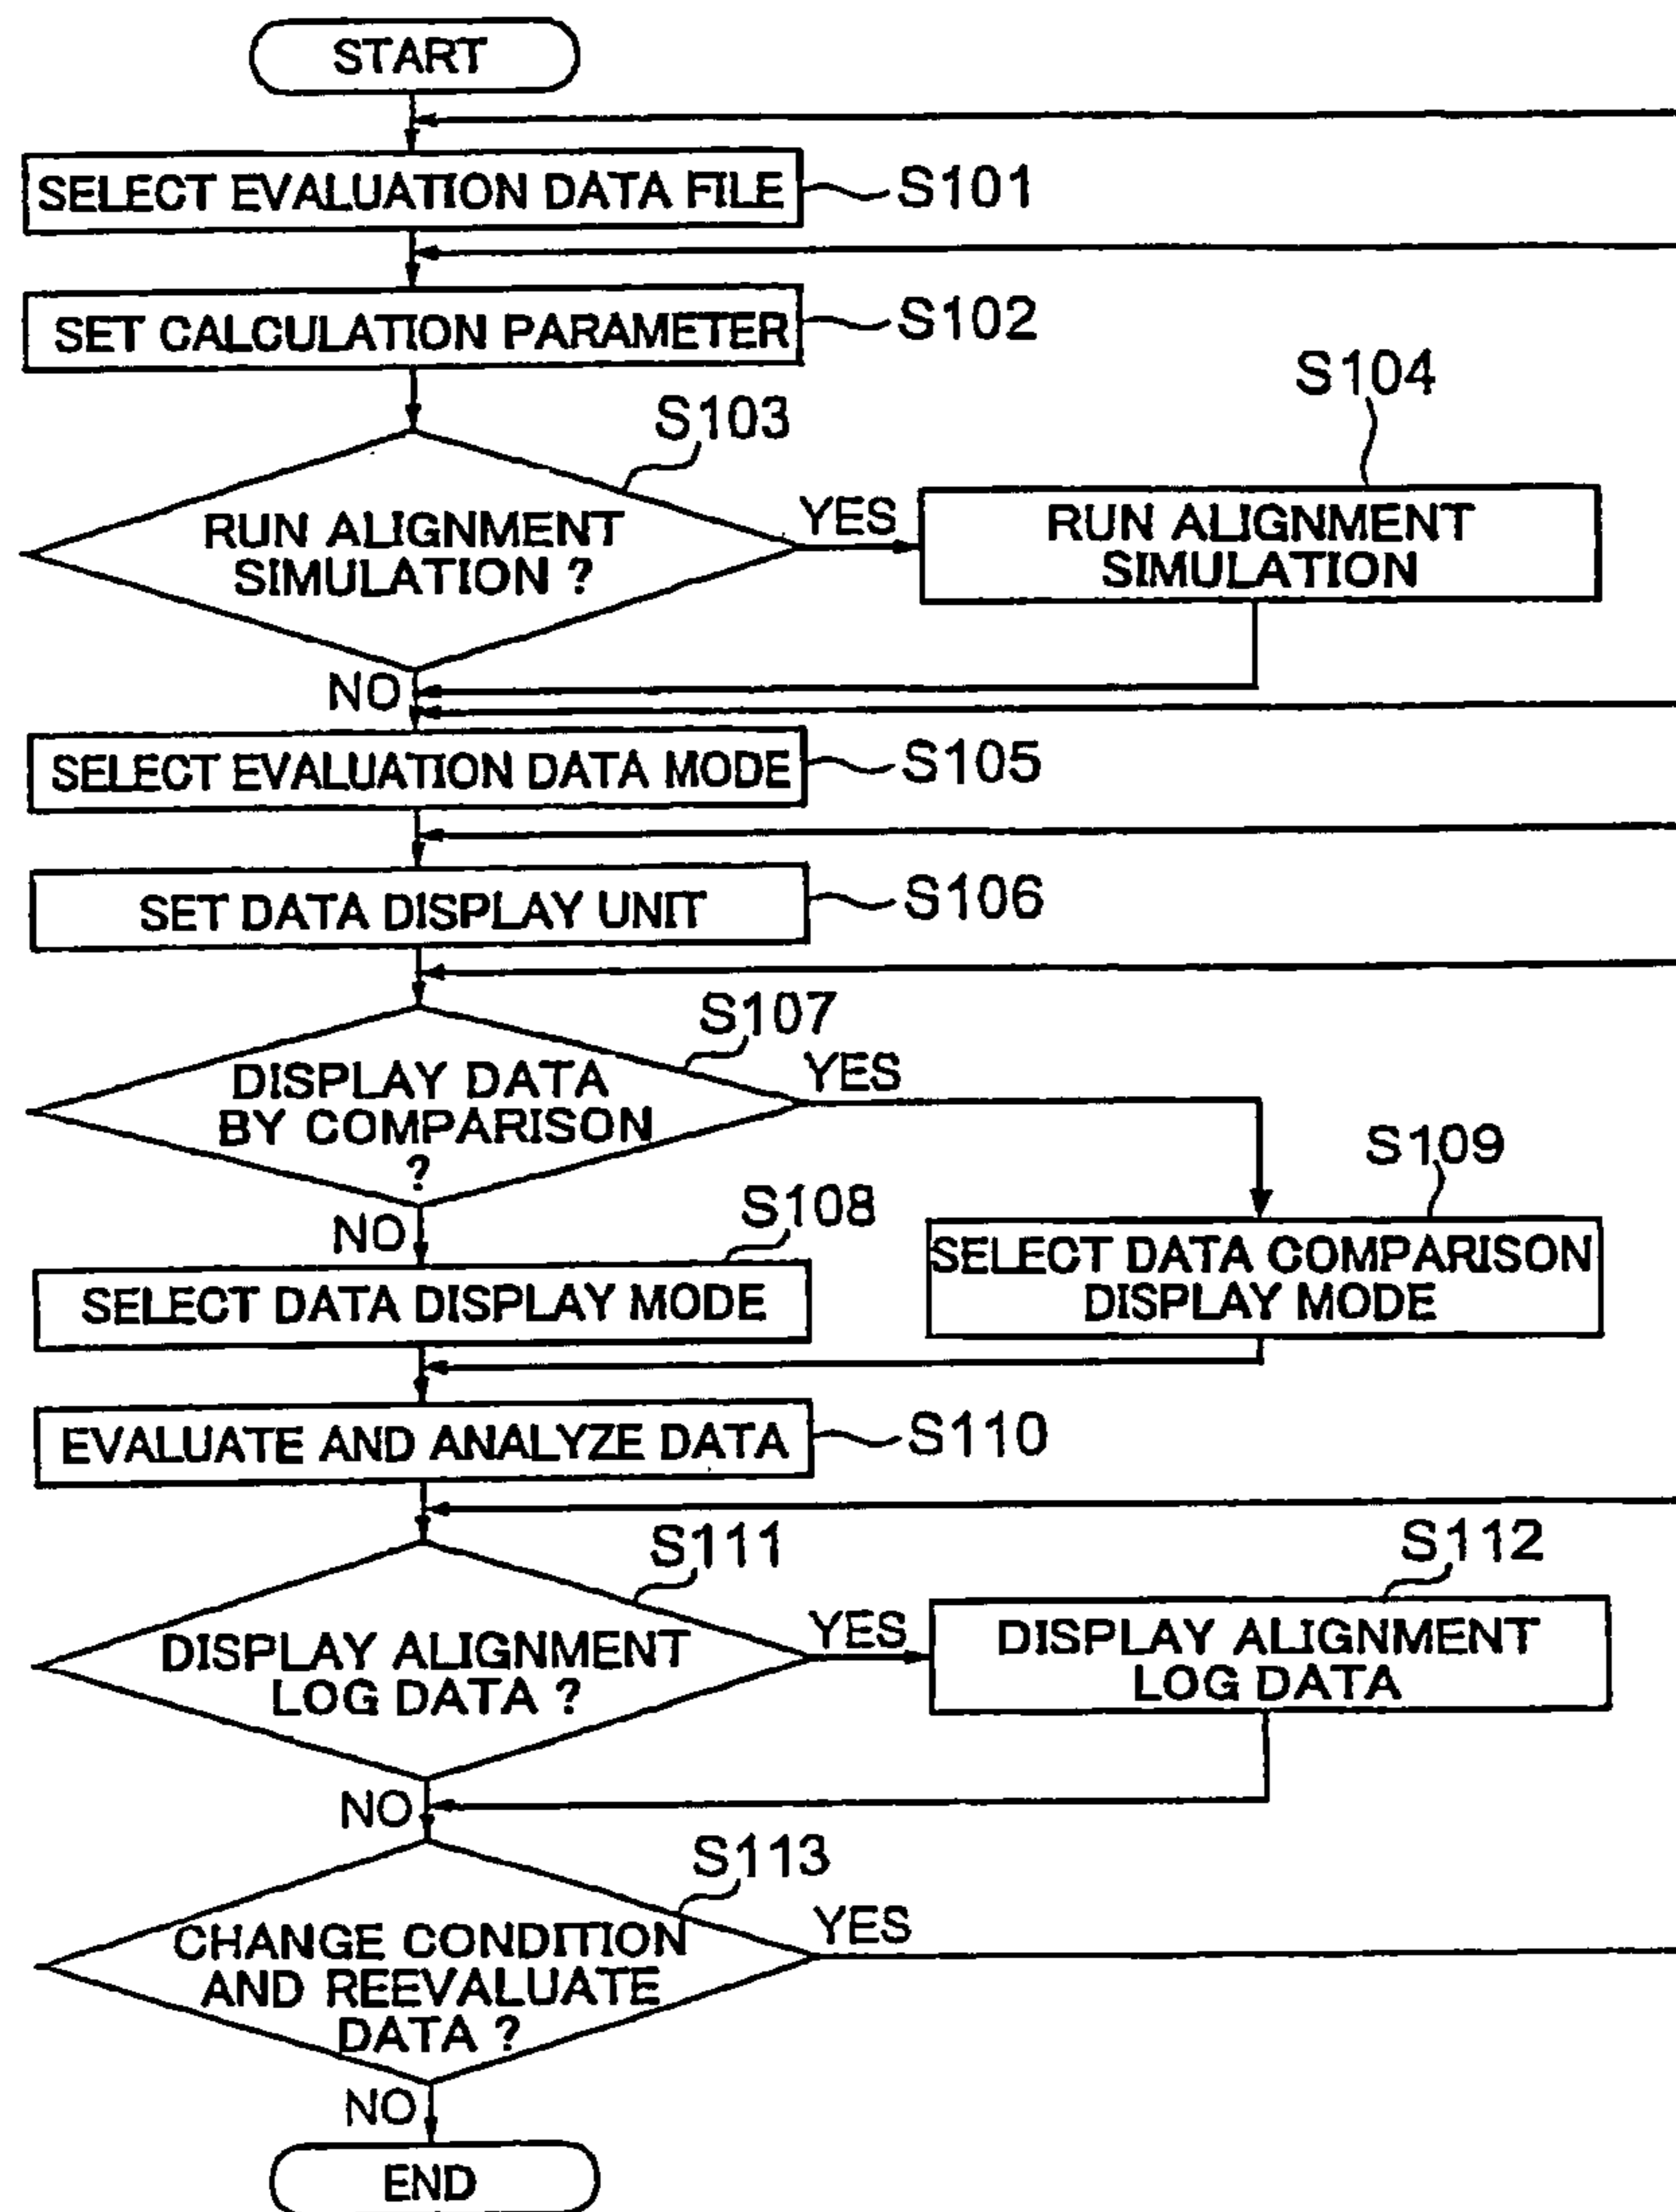 START
SELECT EVALUATION DATA FILE
S101
SET CALCULATION PARAMETER
S102
S103
RUN ALIGNMENT
SIMULATION ?
YES
S104
RUN ALIGNMENT
SIMULATION
NO
SELECT EVALUATION DATA MODE
S105
SET DATA DISPLAY UNIT
S106
S107
DISPLAY DATA
BY COMPARISON
?
YES
NO
S108
SELECT DATA DISPLAY MODE
S109
SELECT DATA COMPARISON
DISPLAY MODE
EVALUATE AND ANALYZE DATA
S110
S111
DISPLAY ALIGNMENT
LOG DATA ?
YES
S112
DISPLAY ALIGNMENT
LOG DATA
NO
S113
CHANGE CONDITION
AND REEVALUATE
DATA ?
YES
NO
END